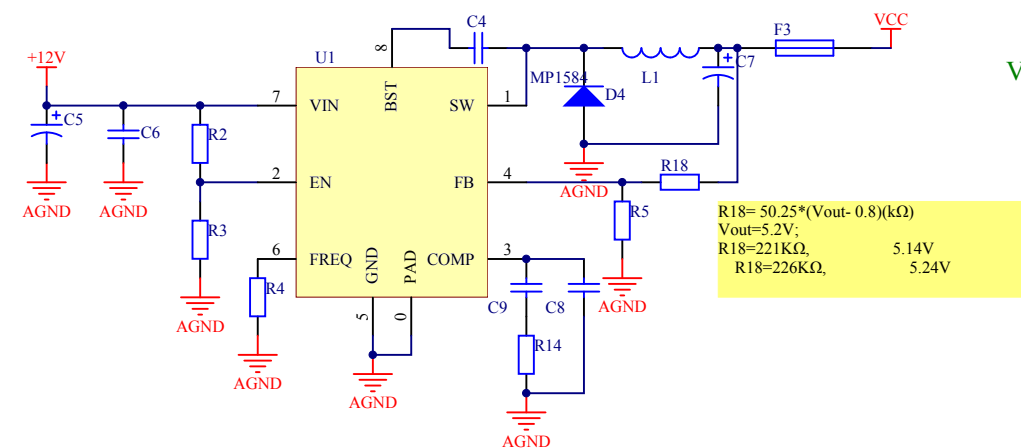 VCC
F3
C4
8
U1
+12V
BST
MP1584
L1
C7
V
7
VIN
SW
1
D4
C5
C6
R2
AGND
AGND
2
EN
FB
4
AGND
R18
R3
R5
R18= 50.25*(Vout- 0.8)(kΩ)
Vout=5.2V;
R18=221KΩ, 5.14V
R18=226KΩ, 5.24V
6
FREQ
GND
PAD
COMP
3
R4
AGND
AGND
5
0
C9
C8
R14
AGND
AGND
AGND
AGND